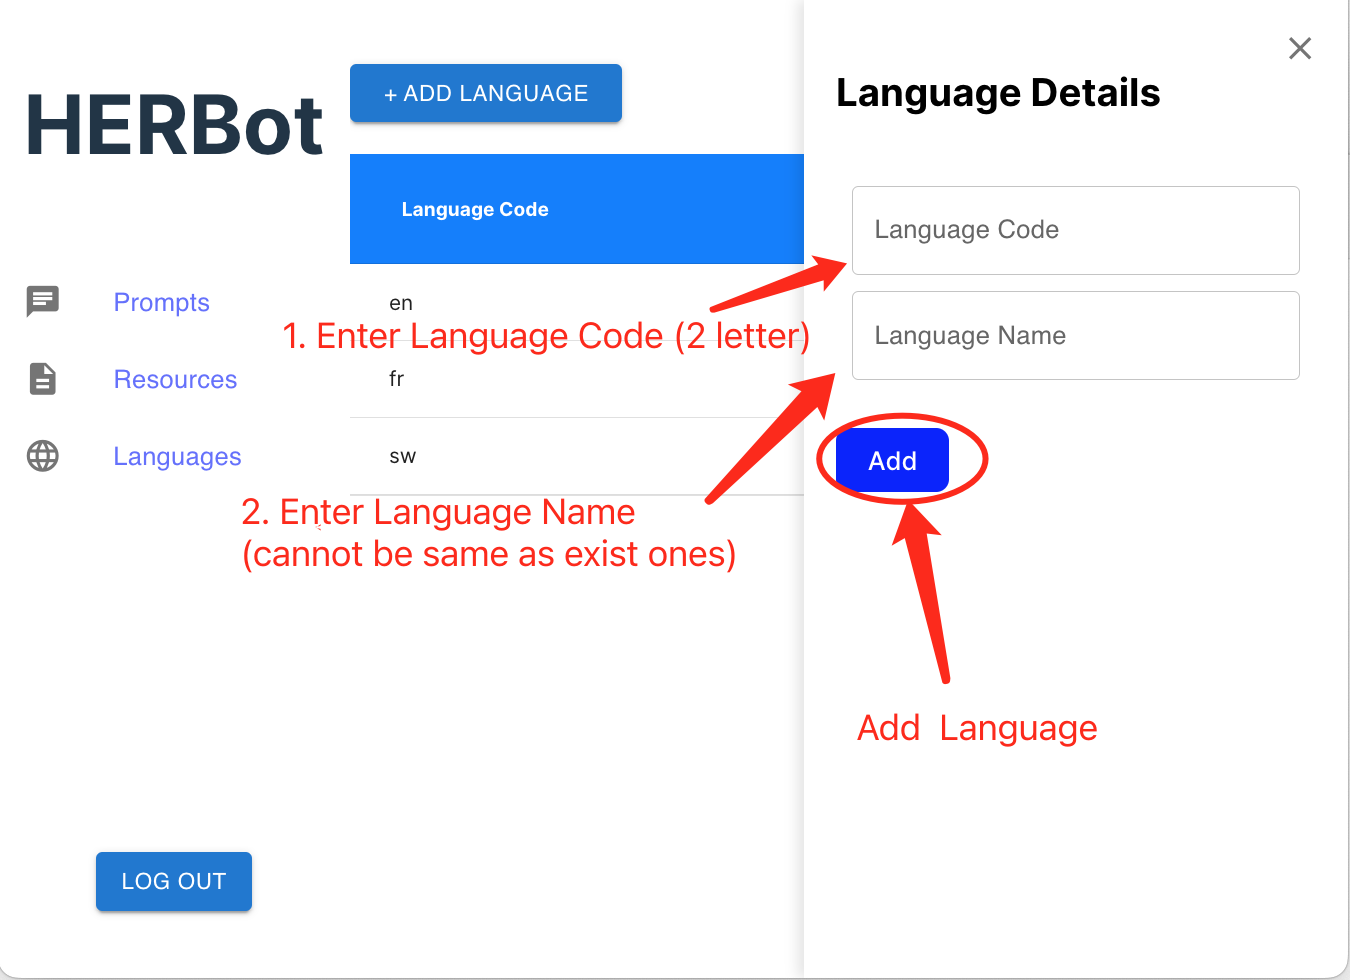 HERBot
+ ADD LANGUAGE
Language Code
Prompts
Resources
Languages
en
fr
sw
LOG OUT
Language Details
Language Code
Language Name
Add
1. Enter Language Code (2 letter)
2. Enter Language Name
(cannot be same as exist ones)
Add Language